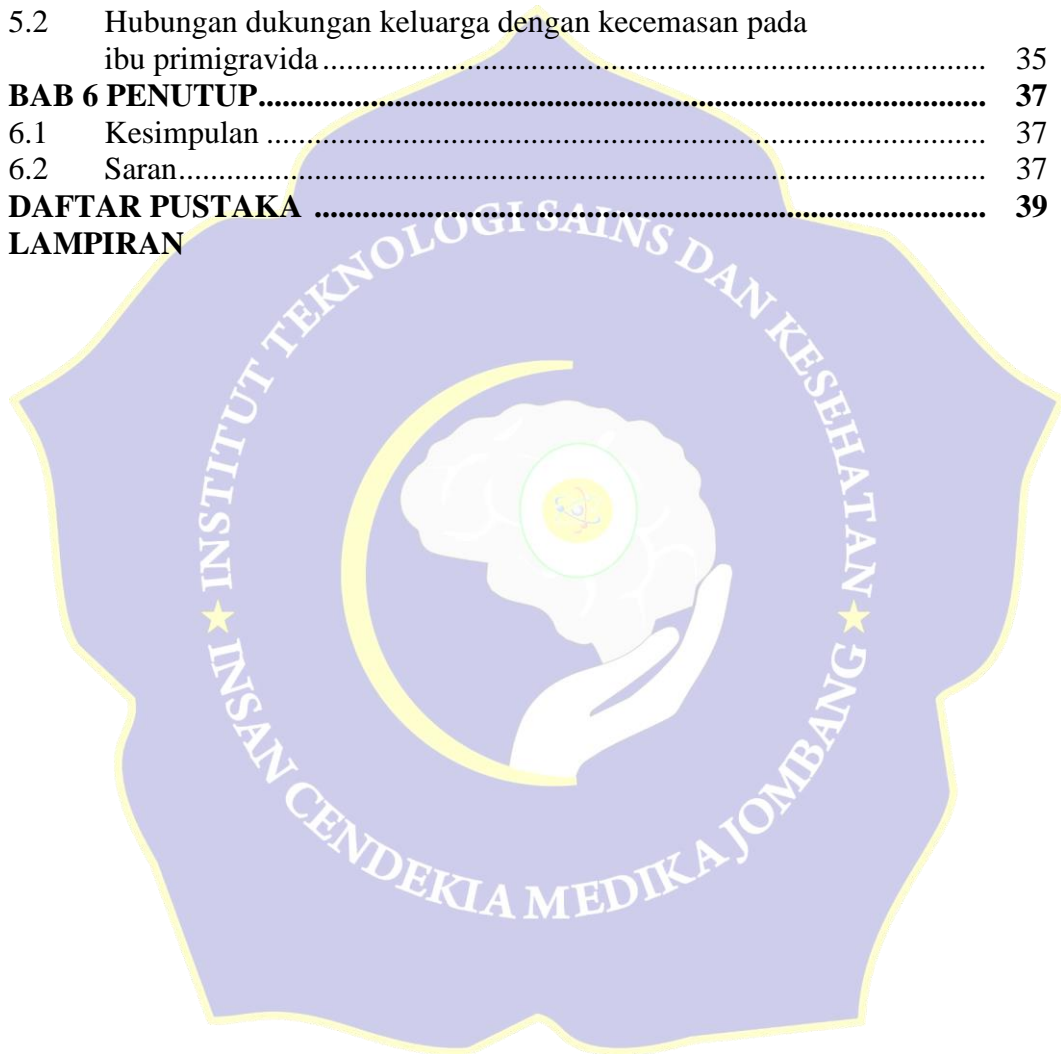 5.2 Hubungan dukungan keluarga dengan kecemasan pada
ibu primigravida.................................................................................... 35
BAB 6 PENUTUP........................................................................................... 37
6.1 Kesimpulan .......................................................................................... 37
6.2 Saran..................................................................................................... 37
DAFTAR PUSTAKA .................................................................................... 39
LAMPIRAN
INSTITUT TEKNOLOGI SAINS DAN KESEHATAN
★ INSAN CENDEKIA MEDIKA JOMBANG ★